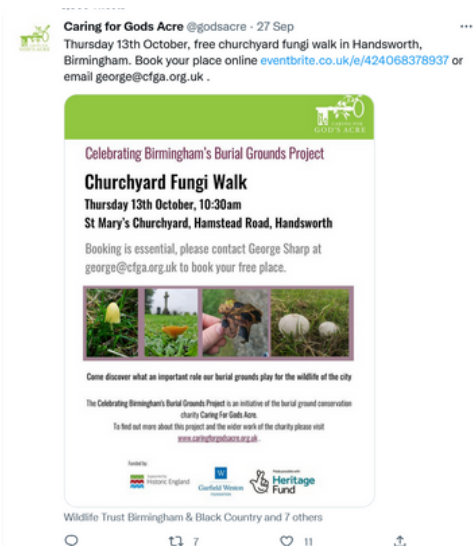 Caring for Gods Acre @godsacre · 27 Sep
Thursday 13th October, free churchyard fungi walk in Handsworth,
Birmingham. Book your place online eventbrite.co.uk/e/424068378937 or
email george@cfga.org.uk .
CARING FOR
GOD'S ACRE
Celebrating Birmingham's Burial Grounds Project
Churchyard Fungi Walk
Thursday 13th October, 10:30am
St Mary's Churchyard, Hamstead Road, Handsworth
Booking is essential, please contact George Sharp at
george@cfga.org.uk to book your free place.
Come discover what an important role our burial grounds play for the wildlife of the city
The Celebrating Birmingham's Burial Grounds Project is an initiative of the burial ground conservation
charity Caring For Gods Acre.
To find out more about this project and the wider work of the charity please visit
www.caringforgodsacre.org.uk .
Funded by:
Historic England
W
Garfield Weston
FOUNDATION
Heritage
Fund
Wildlife Trust Birmingham & Black Country and 7 others
7
11